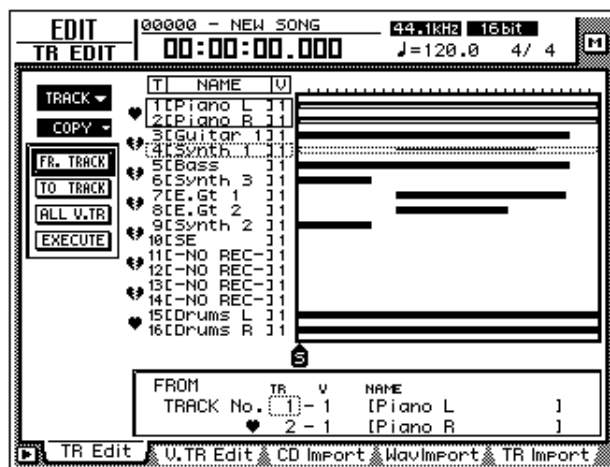 EDIT
TR EDIT
00000 - NEW SONG
00:00:00.000
44.1kHz 16bit
♩=120.0 4/ 4
M
TRACK
COPY
FR. TRACK
TO TRACK
ALL V.TR
EXECUTE
T NAME V
1[Piano L ]1
2[Piano R ]1
3[Guitar 1]1
4[Synth 1 ]1
5[Bass ]1
6[Synth 3 ]1
7[E.Gt 1 ]1
8[E.Gt 2 ]1
9[Synth 2 ]1
10[SE ]1
11[-NO REC-]1
12[-NO REC-]1
13[-NO REC-]1
14[-NO REC-]1
15[Drums L ]1
16[Drums R ]1
S
FROM TR V NAME
TRACK No. 1 - 1 [Piano L ]
♥ 2 - 1 [Piano R ]
TR Edit V.TR Edit CD Import WavImport TR Import